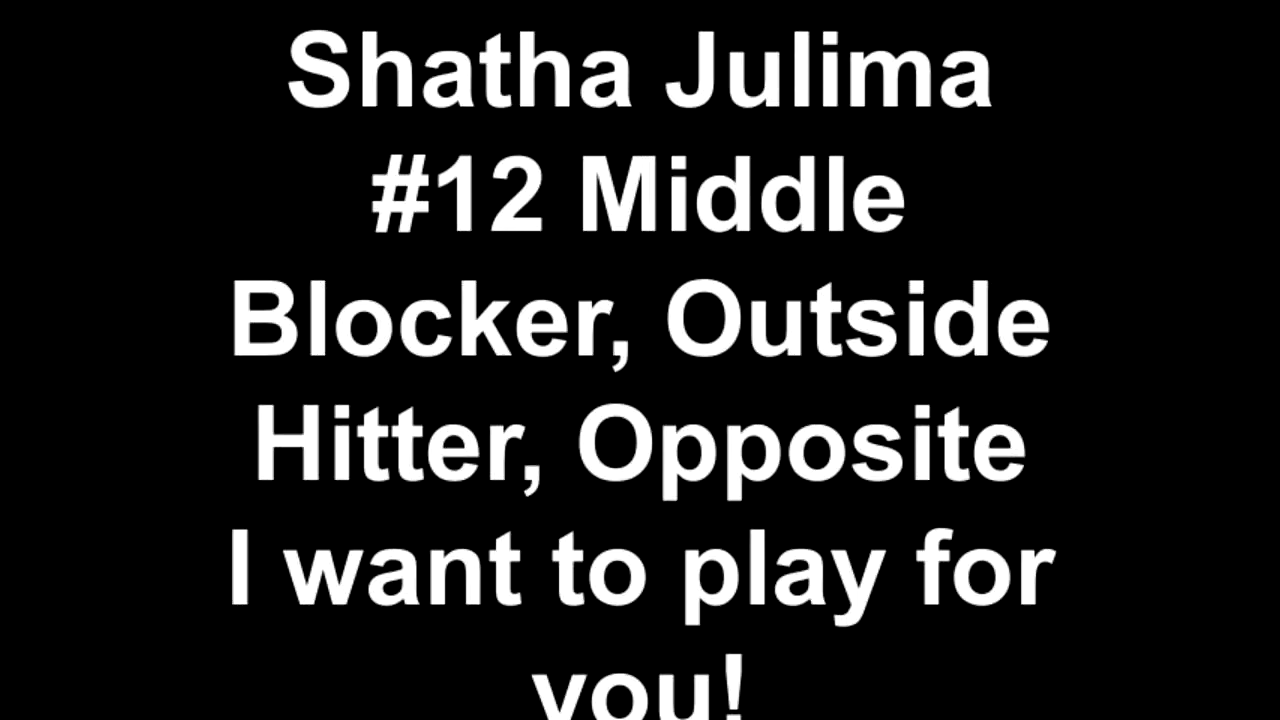 Shatha Julima
#12 Middle
Blocker, Outside
Hitter, Opposite
I want to play for
you!